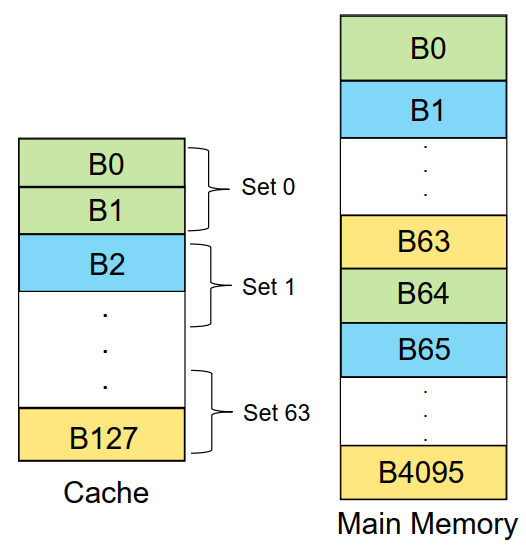 B0
B1
B2
.
.
.
B127
Cache
Set 0
Set 1
Set 63
B0
B1
.
.
.
B63
B64
B65
.
.
.
B4095
Main Memory